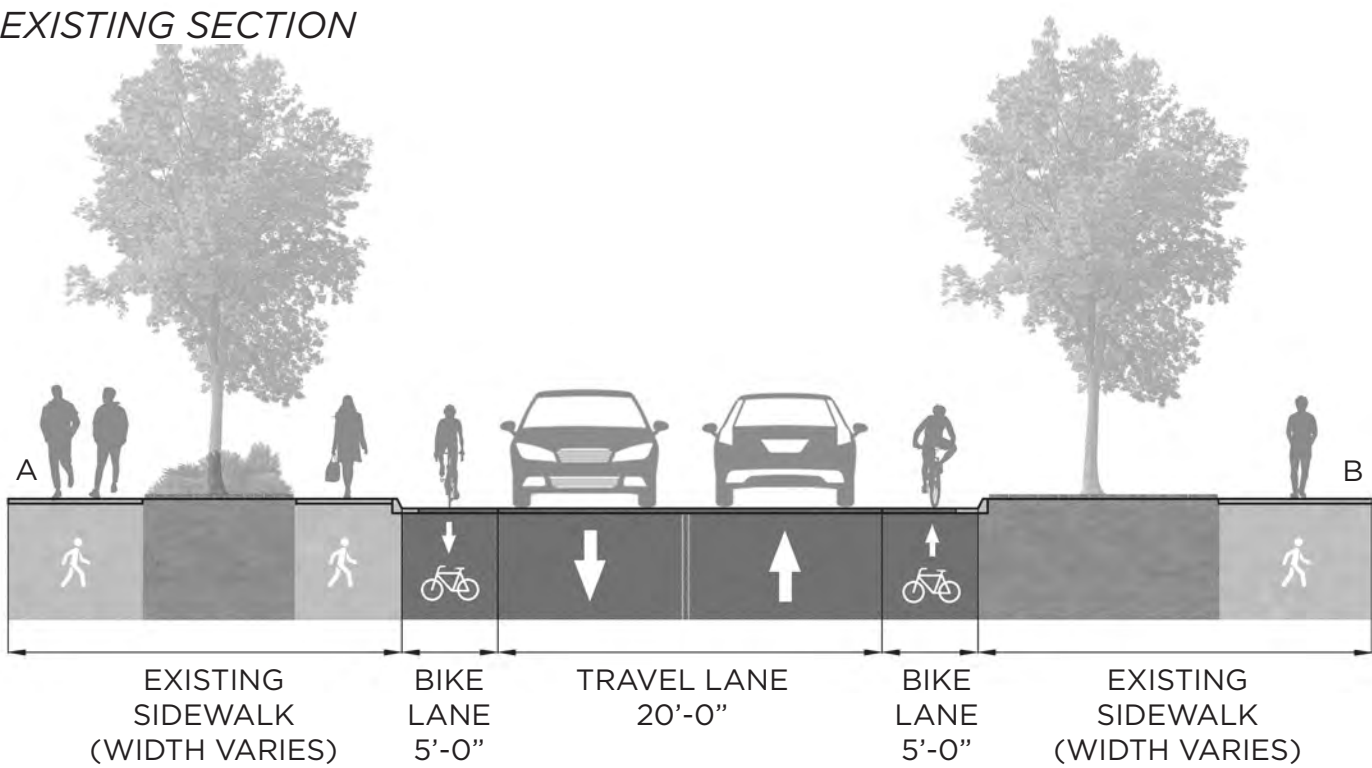 EXISTING SECTION
A
B
EXISTING
SIDEWALK
(WIDTH VARIES)
BIKE
LANE
5'-0”
TRAVEL LANE
20'-0”
BIKE
LANE
5'-0”
EXISTING
SIDEWALK
(WIDTH VARIES)